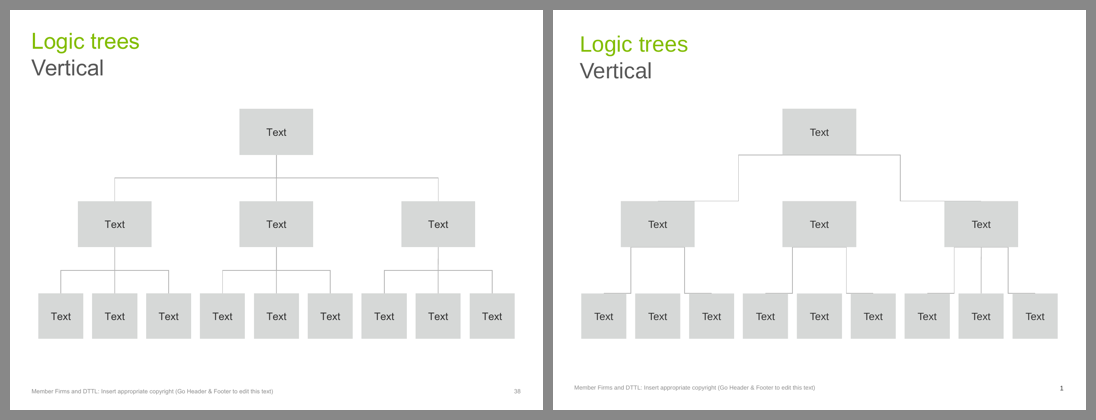 Logic trees
Vertical
Text
Text Text Text
Text Text Text Text Text Text Text Text Text
Member Firms and DTTL: Insert appropriate copyright (Go Header & Footer to edit this text) 38
Logic trees
Vertical
Text
Text Text Text
Text Text Text Text Text Text Text Text Text
Member Firms and DTTL: Insert appropriate copyright (Go Header & Footer to edit this text) 1